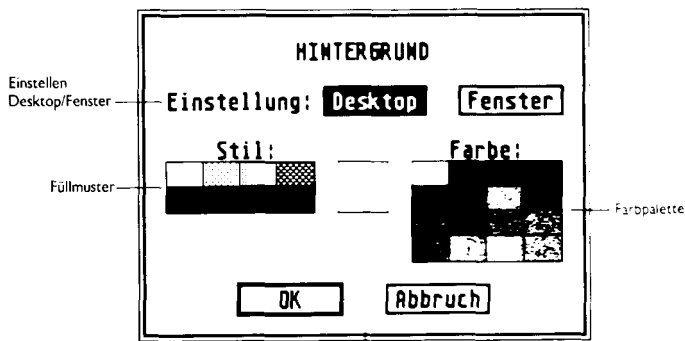 HINTERGRUND
Einstellen
Desktop/Fenster
Einstellung: Desktop Fenster
Stil: Farbe:
Füllmuster
Farbpalette
OK Abbruch